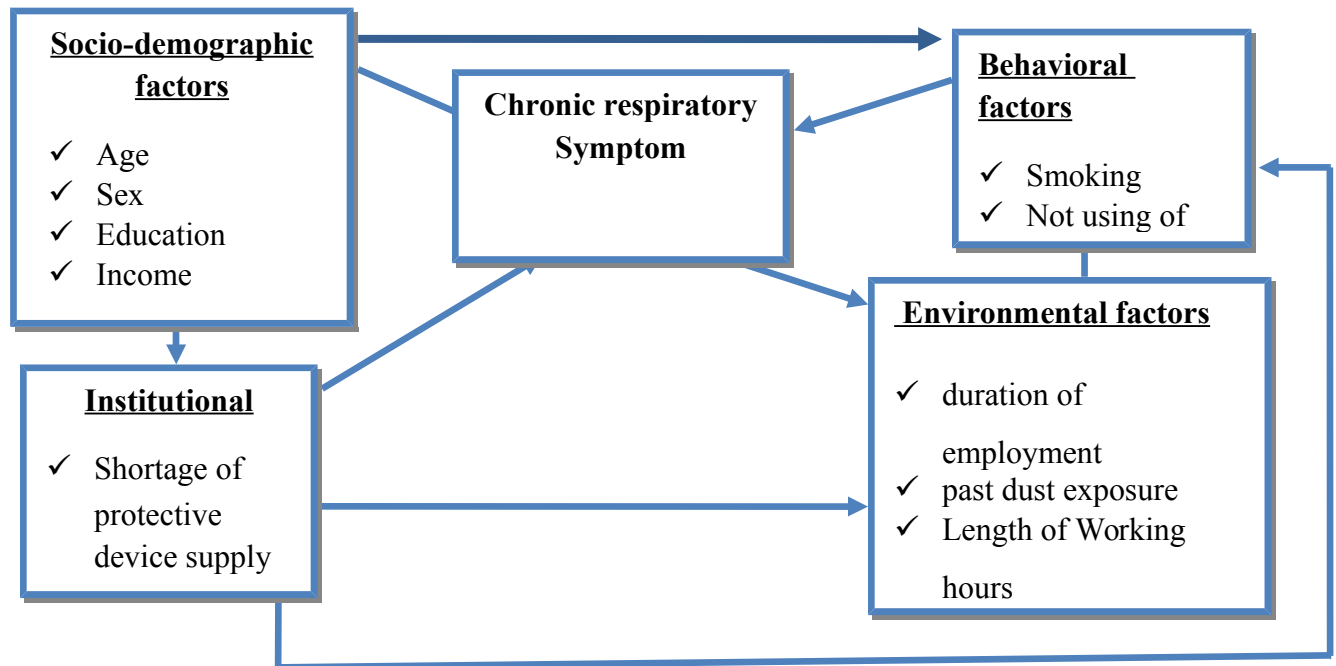 Socio-demographic
factors
✓ Age
✓ Sex
✓ Education
✓ Income
Chronic respiratory
Symptom
Behavioral
factors
✓ Smoking
✓ Not using of
Institutional
✓ Shortage of
protective
device supply
Environmental factors
✓ duration of
employment
✓ past dust exposure
✓ Length of Working
hours